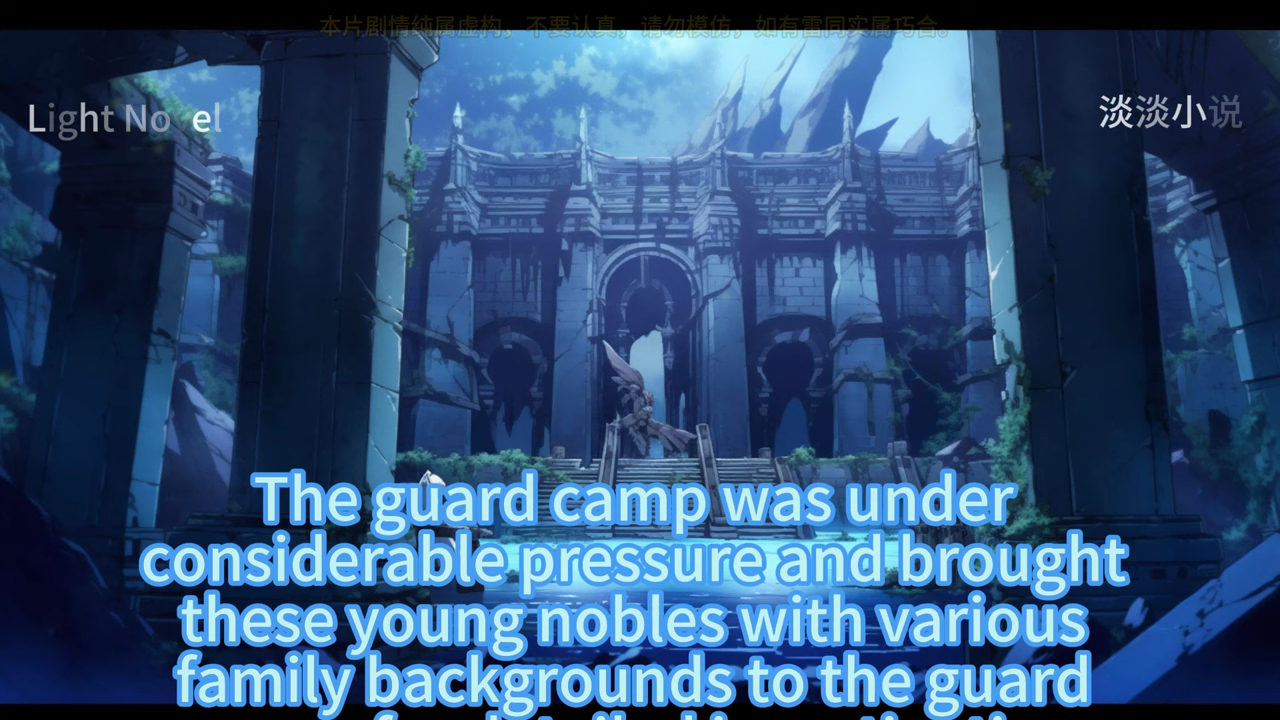 本片剧情纯属虚构、不要认真，请勿模仿，如有雷同实属巧合。
Light No el
淡淡小说
The guard camp was under
considerable pressure and brought
these young nobles with various
family backgrounds to the guard